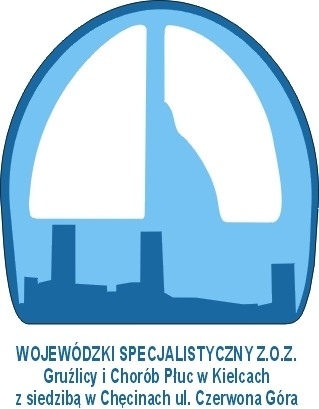 WOJEWÓDZKI SPECJALISTYCZNY Z.O.Z.
Gruźlicy i Chorób Płuc w Kielcach
z siedzibą w Chęcinach ul. Czerwona Góra